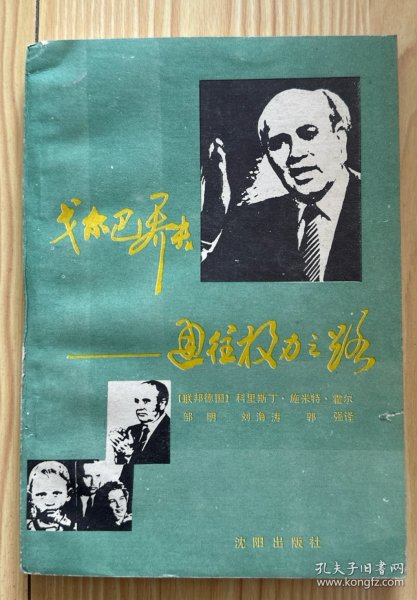 戈尔巴乔夫
——通往权力之路
〔联邦德国〕科里斯丁·施米特·霍尔
邹明 刘海涛 郭强译
沈阳出版社
孔夫子旧书网
www.kongfz.com